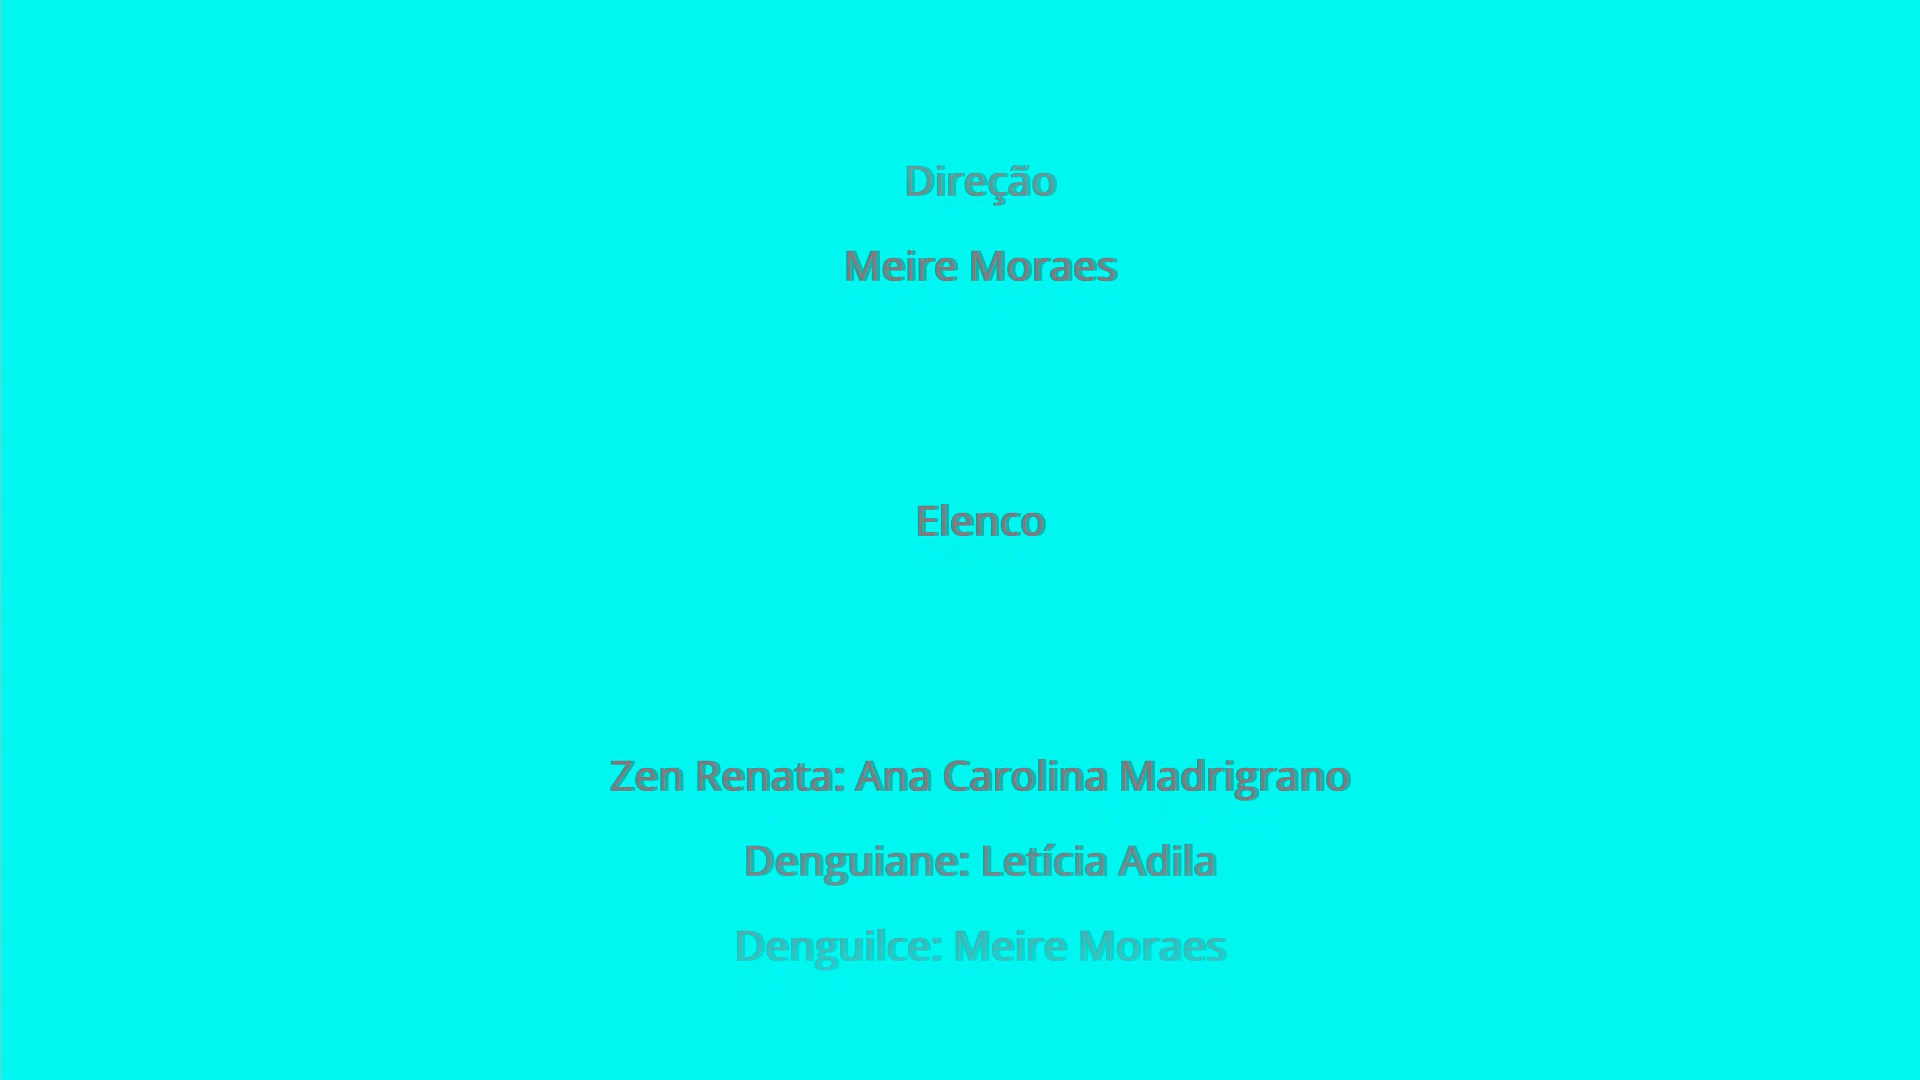 Direção
Meire Moraes
Elenco
Zen Renata: Ana Carolina Madrigrano
Denguiane: Letícia Adila
Denguilce: Meire Moraes